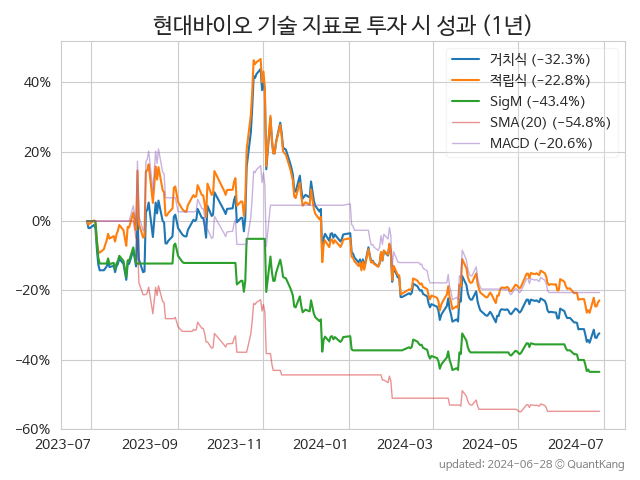 현대바이오 기술 지표로 투자 시 성과 (1년)
거치식 (−32.3%)
적립식 (−22.8%)
SigM (−43.4%)
SMA(20) (−54.8%)
MACD (−20.6%)
40%
20%
0%
−20%
−40%
−60%
2023-07 2023-09 2023-11 2024-01 2024-03 2024-05 2024-07
updated: 2024-06-28 © QuantKang